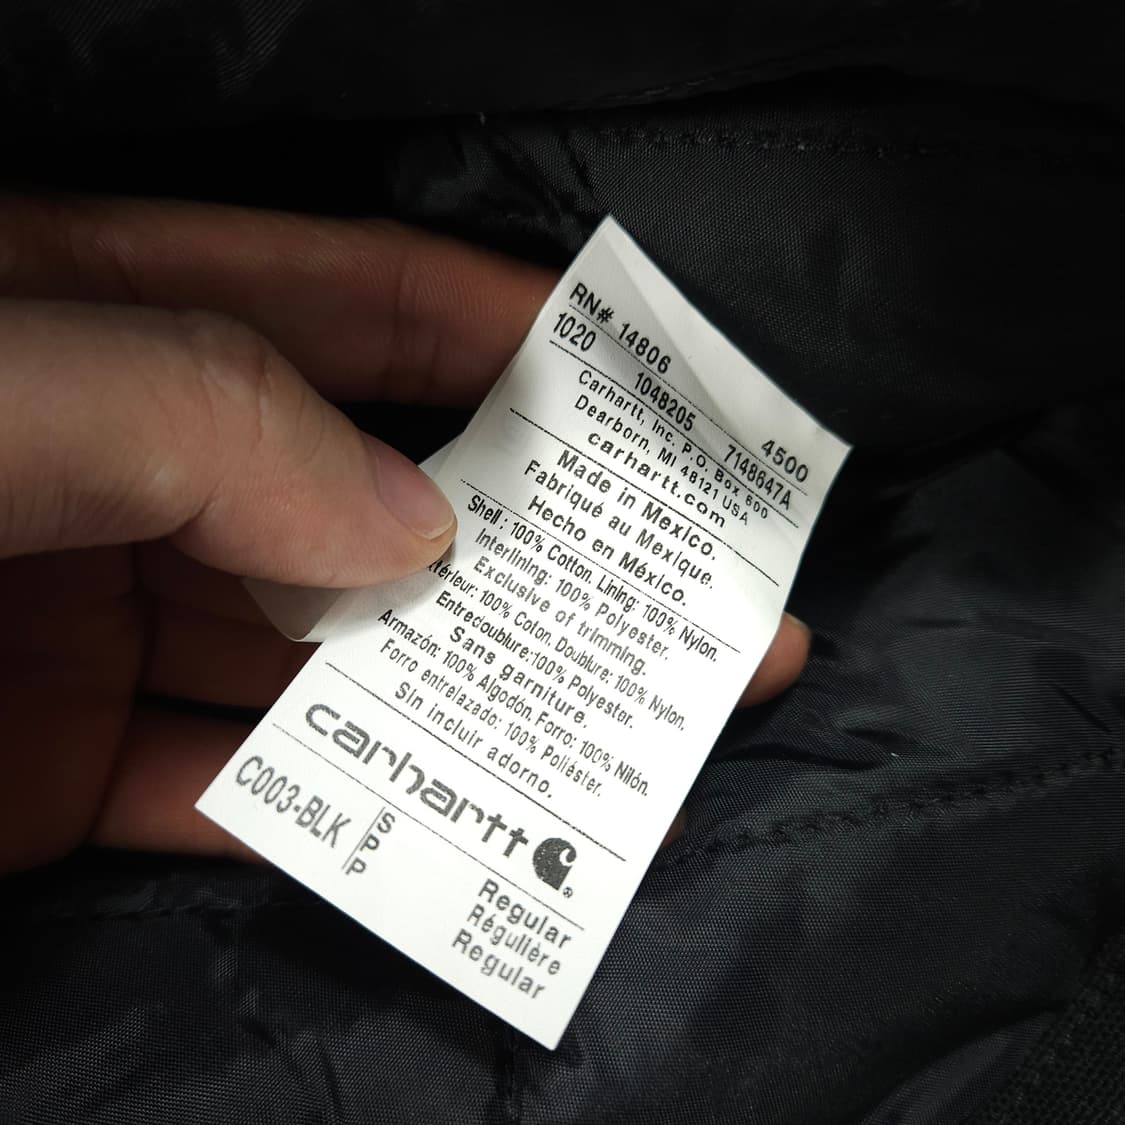 RN# 14806 4500
1020 1048205 7148647A
Carhartt, Inc. P.O. Box 600
Dearborn, MI 48121 USA
carhartt.com
Made in Mexico.
Fabriqué au Mexique.
Hecho en México.
Shell: 100% Cotton. Lining: 100% Nylon.
Interlining: 100% Polyester.
Exclusive of trimming.
térieur: 100% Coton. Doublure: 100% Nylon.
Entredoublure:100% Polyester.
Sans garniture.
Armazón: 100% Algodón. Forro: 100% Nilón.
Forro entrelazado: 100% Poliéster.
Sin incluir adorno.
carhartt
C003-BLK S Regular
P Régulière
P Regular